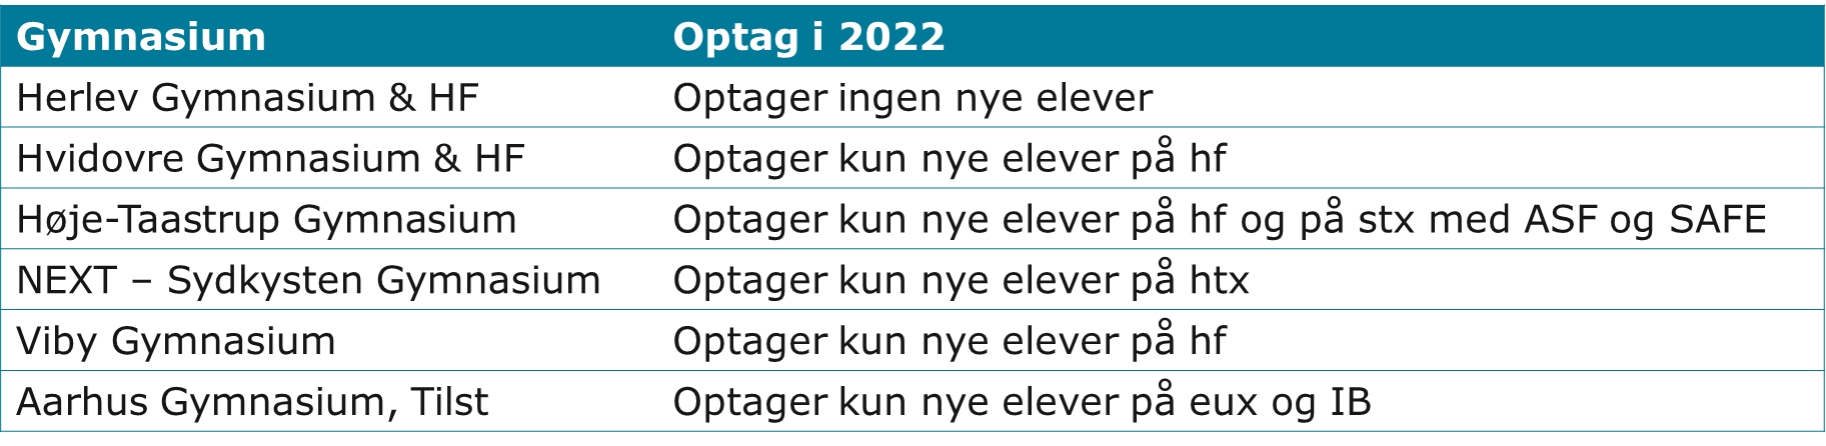 Gymnasium Optag i 2022
Herlev Gymnasium & HF Optager ingen nye elever
Hvidovre Gymnasium & HF Optager kun nye elever på hf
Høje-Taastrup Gymnasium Optager kun nye elever på hf og på stx med ASF og SAFE
NEXT – Sydkysten Gymnasium Optager kun nye elever på htx
Viby Gymnasium Optager kun nye elever på hf
Aarhus Gymnasium, Tilst Optager kun nye elever på eux og IB